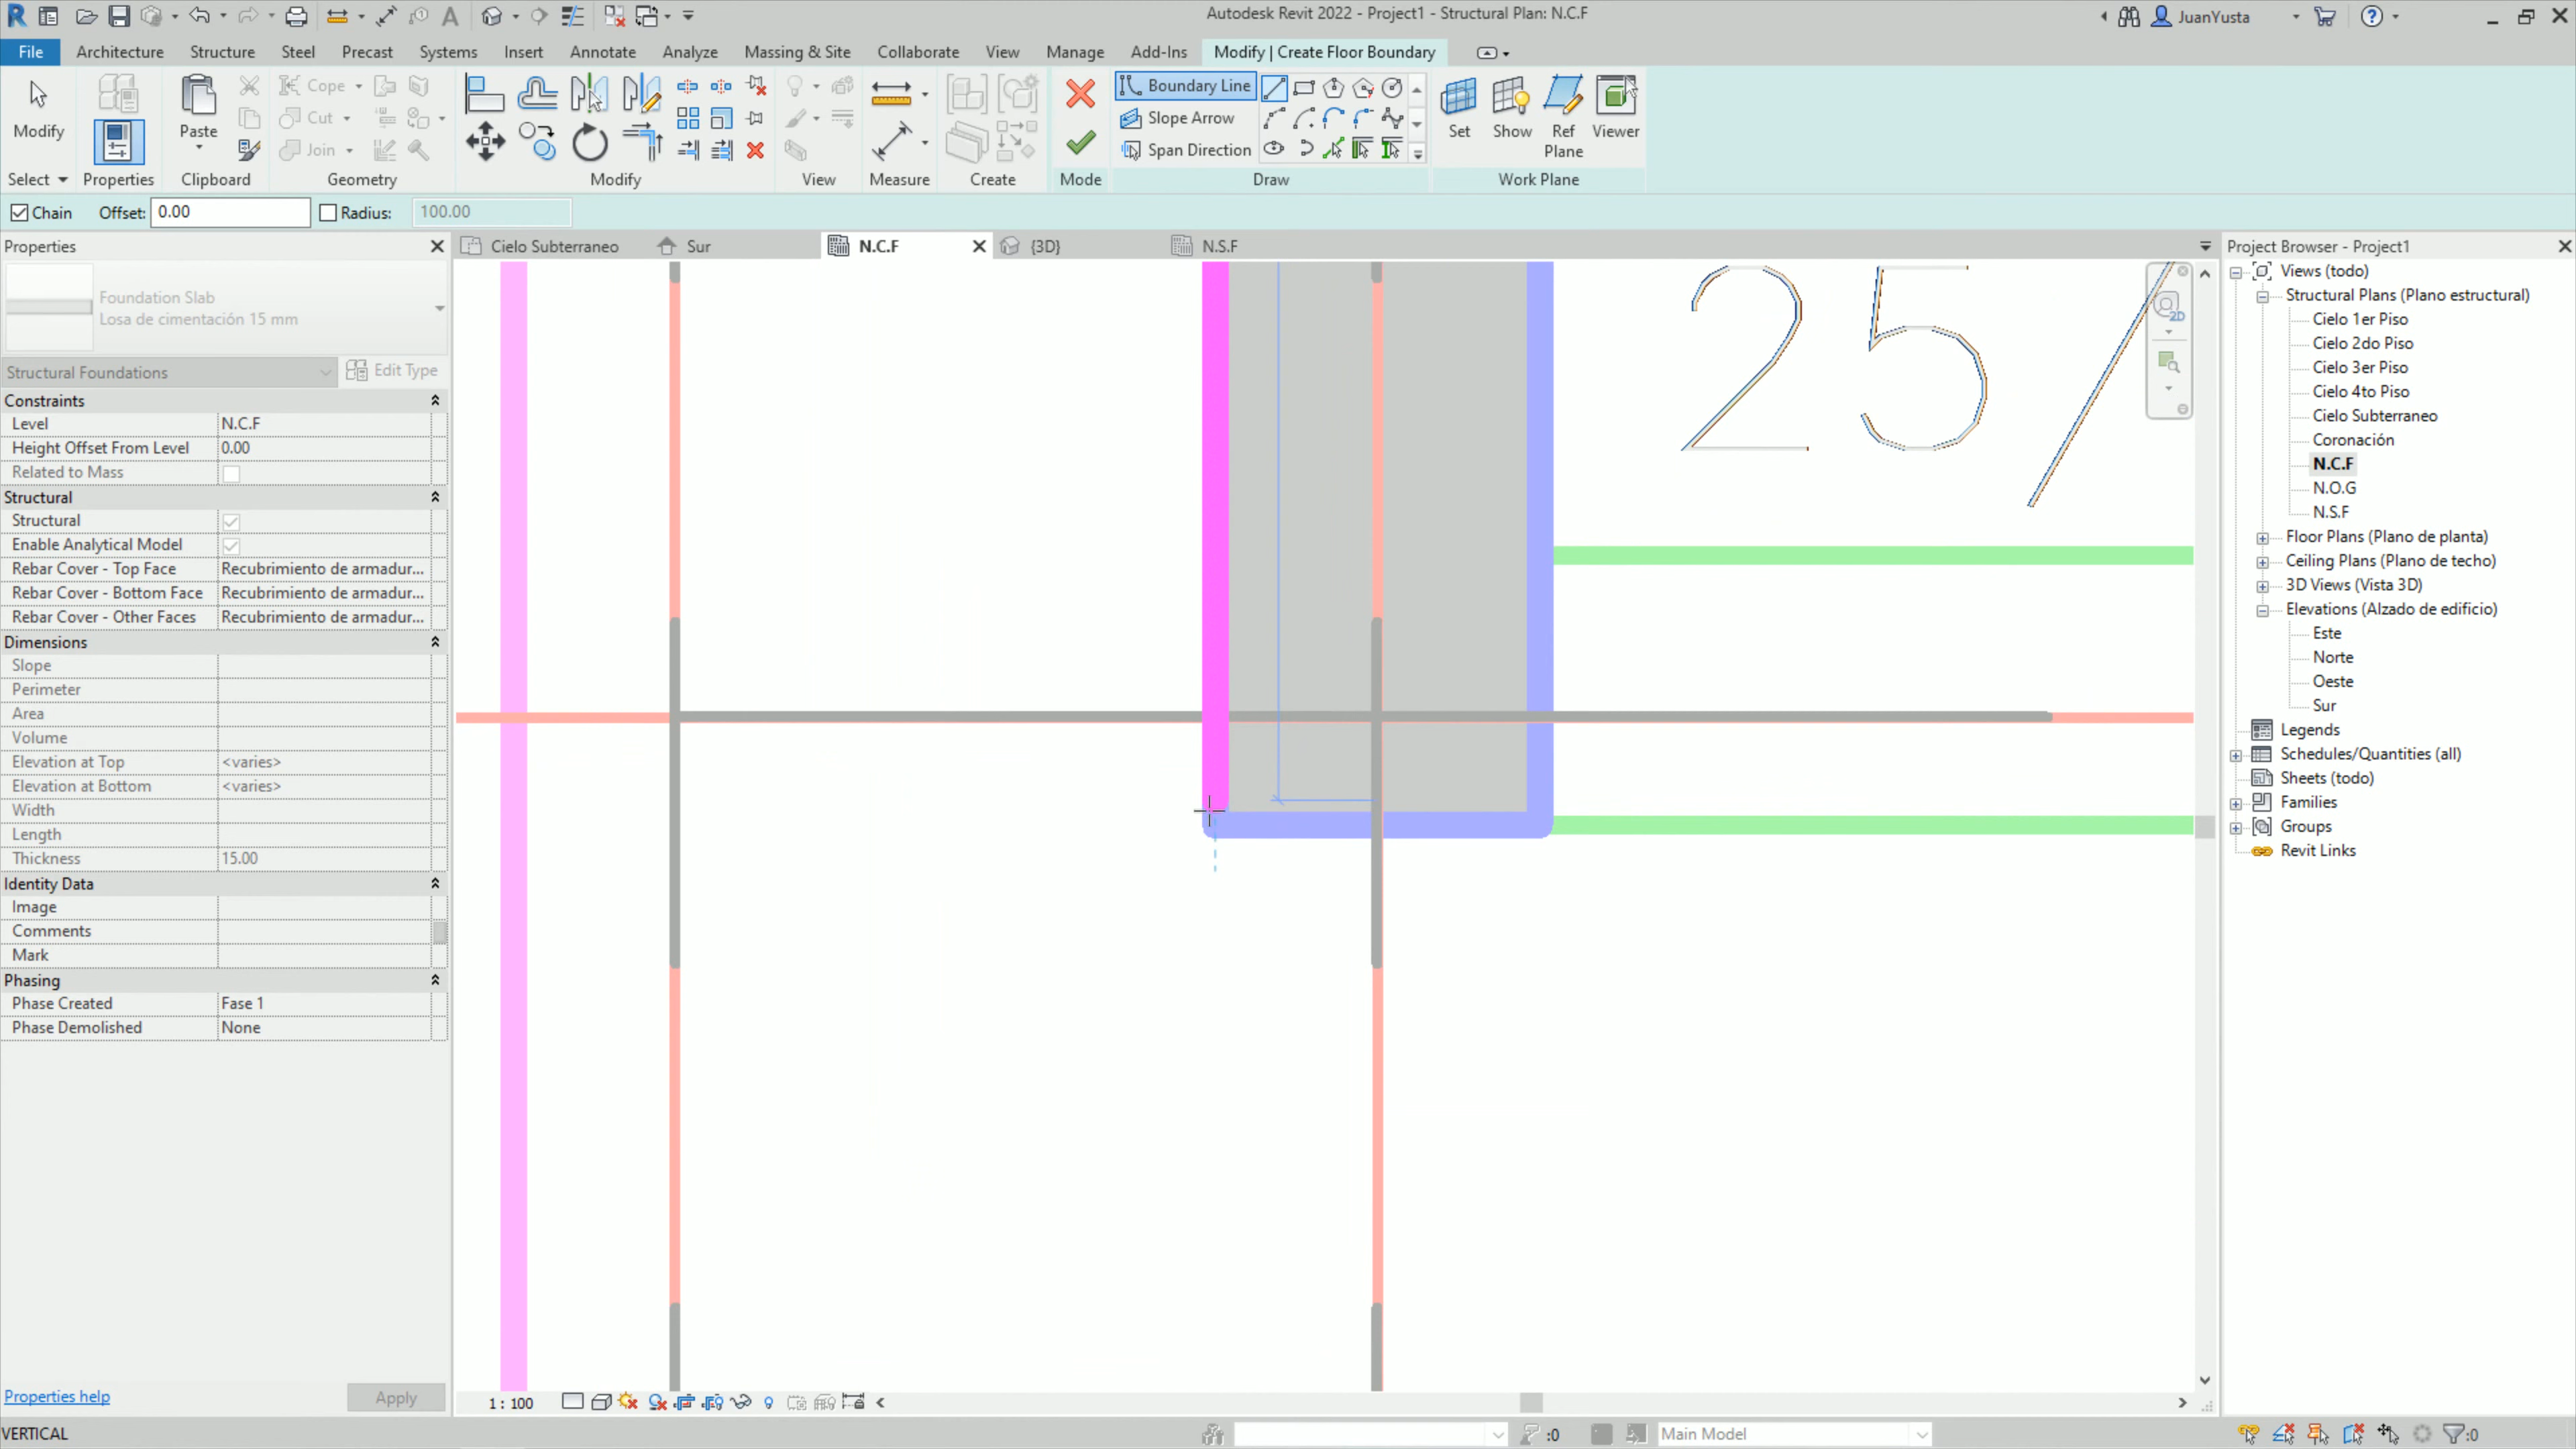 Autodesk Revit 2022 - Project1 - Structural Plan: N.C.F
JuanYusta
File Architecture Structure Steel Precast Systems Insert Annotate Analyze Massing & Site Collaborate View Manage Add-Ins Modify | Create Floor Boundary
Modify
Paste
Cope
Cut
Join
Boundary Line
Slope Arrow
Span Direction
Set
Show
Ref
Plane
Viewer
Select Properties Clipboard Geometry Modify View Measure Create Mode Draw Work Plane
Chain Offset: 0.00 Radius: 100.00
Properties
Cielo Subterraneo Sur N.C.F {3D} N.S.F
Foundation Slab
Losa de cimentación 15 mm
Structural Foundations Edit Type
Constraints
Level N.C.F
Height Offset From Level 0.00
Related to Mass
Structural
Structural
Enable Analytical Model
Rebar Cover - Top Face Recubrimiento de armadur...
Rebar Cover - Bottom Face Recubrimiento de armadur...
Rebar Cover - Other Faces Recubrimiento de armadur...
Dimensions
Slope
Perimeter
Area
Volume
Elevation at Top <varies>
Elevation at Bottom <varies>
Width
Length
Thickness 15.00
Identity Data
Image
Comments
Mark
Phasing
Phase Created Fase 1
Phase Demolished None
Properties help Apply
25/
2D
Project Browser - Project1
Views (todo)
Structural Plans (Plano estructural)
Cielo 1er Piso
Cielo 2do Piso
Cielo 3er Piso
Cielo 4to Piso
Cielo Subterraneo
Coronación
N.C.F
N.O.G
N.S.F
Floor Plans (Plano de planta)
Ceiling Plans (Plano de techo)
3D Views (Vista 3D)
Elevations (Alzado de edificio)
Este
Norte
Oeste
Sur
Legends
Schedules/Quantities (all)
Sheets (todo)
Families
Groups
Revit Links
1 : 100
VERTICAL
:0
Main Model
:0